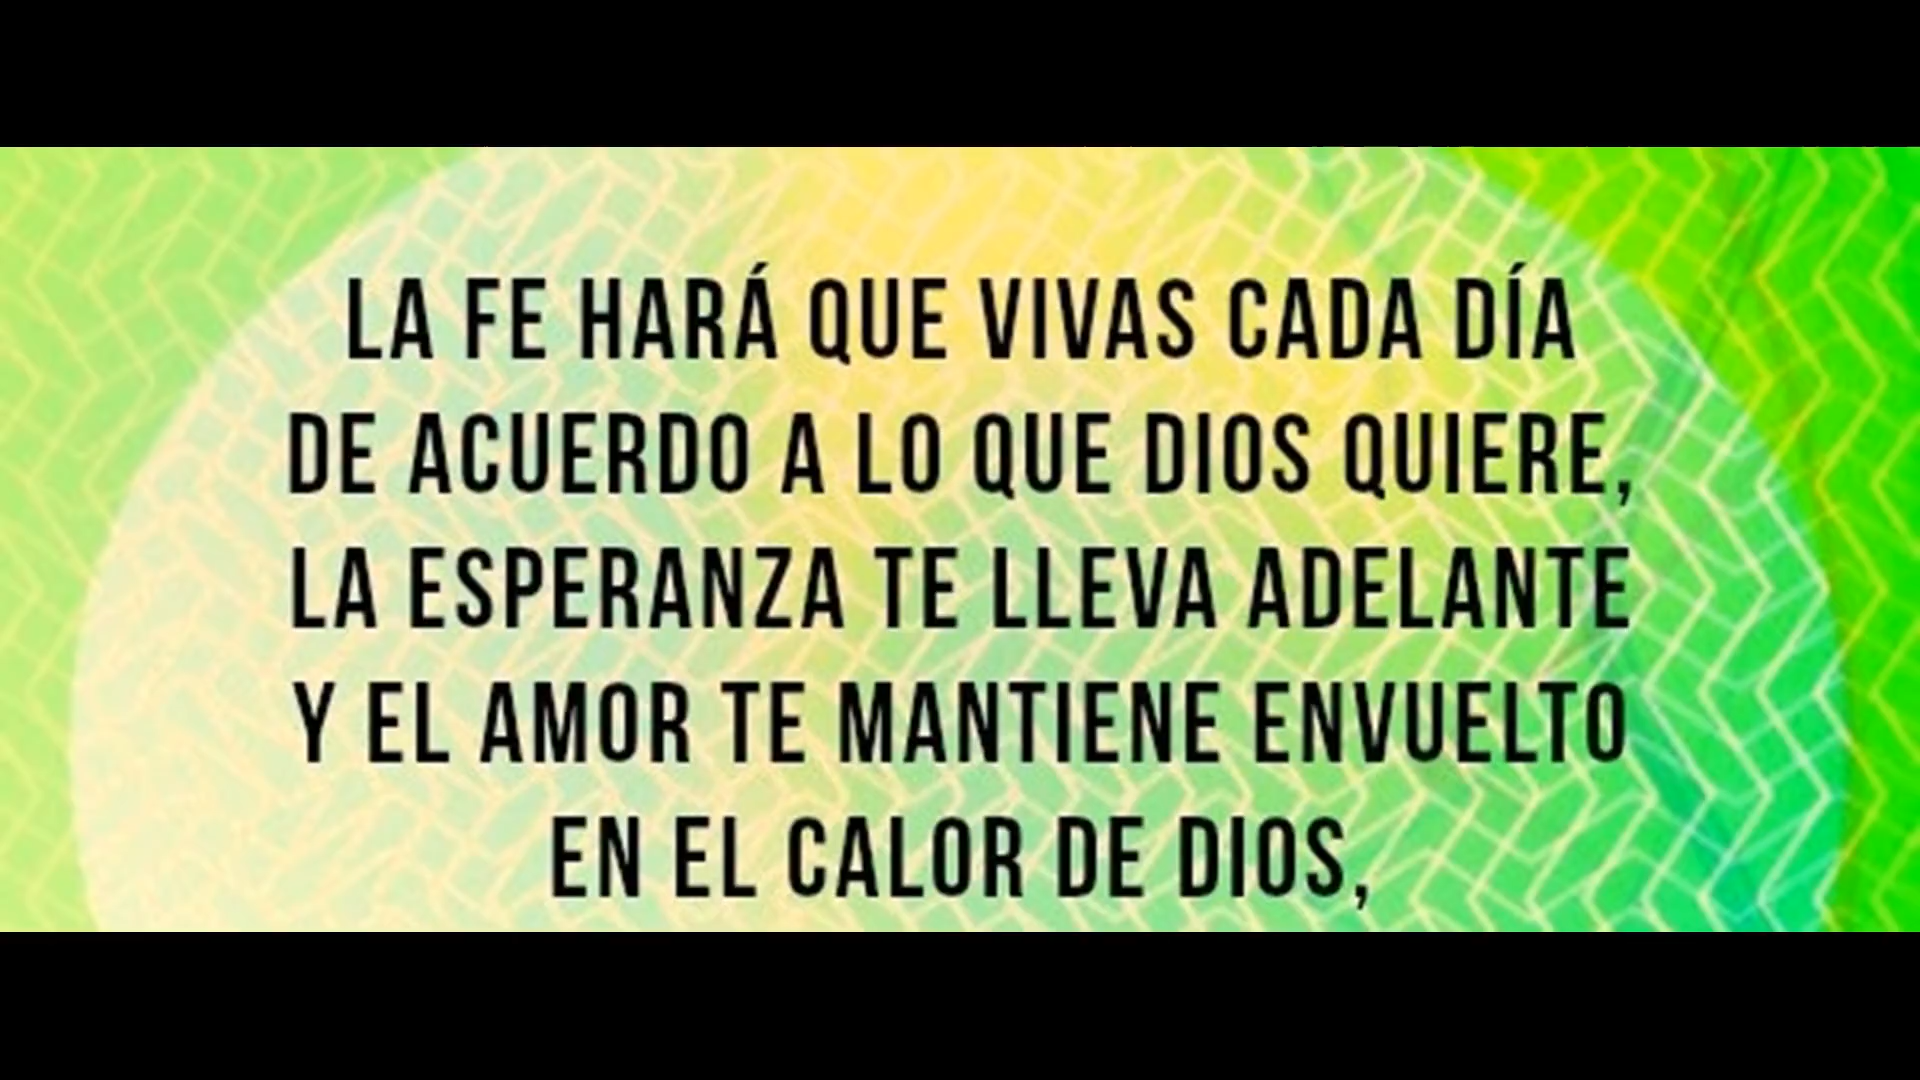 LA FE HARÁ QUE VIVAS CADA DÍA
DE ACUERDO A LO QUE DIOS QUIERE,
LA ESPERANZA TE LLEVA ADELANTE
Y EL AMOR TE MANTIENE ENVUELTO
EN EL CALOR DE DIOS,